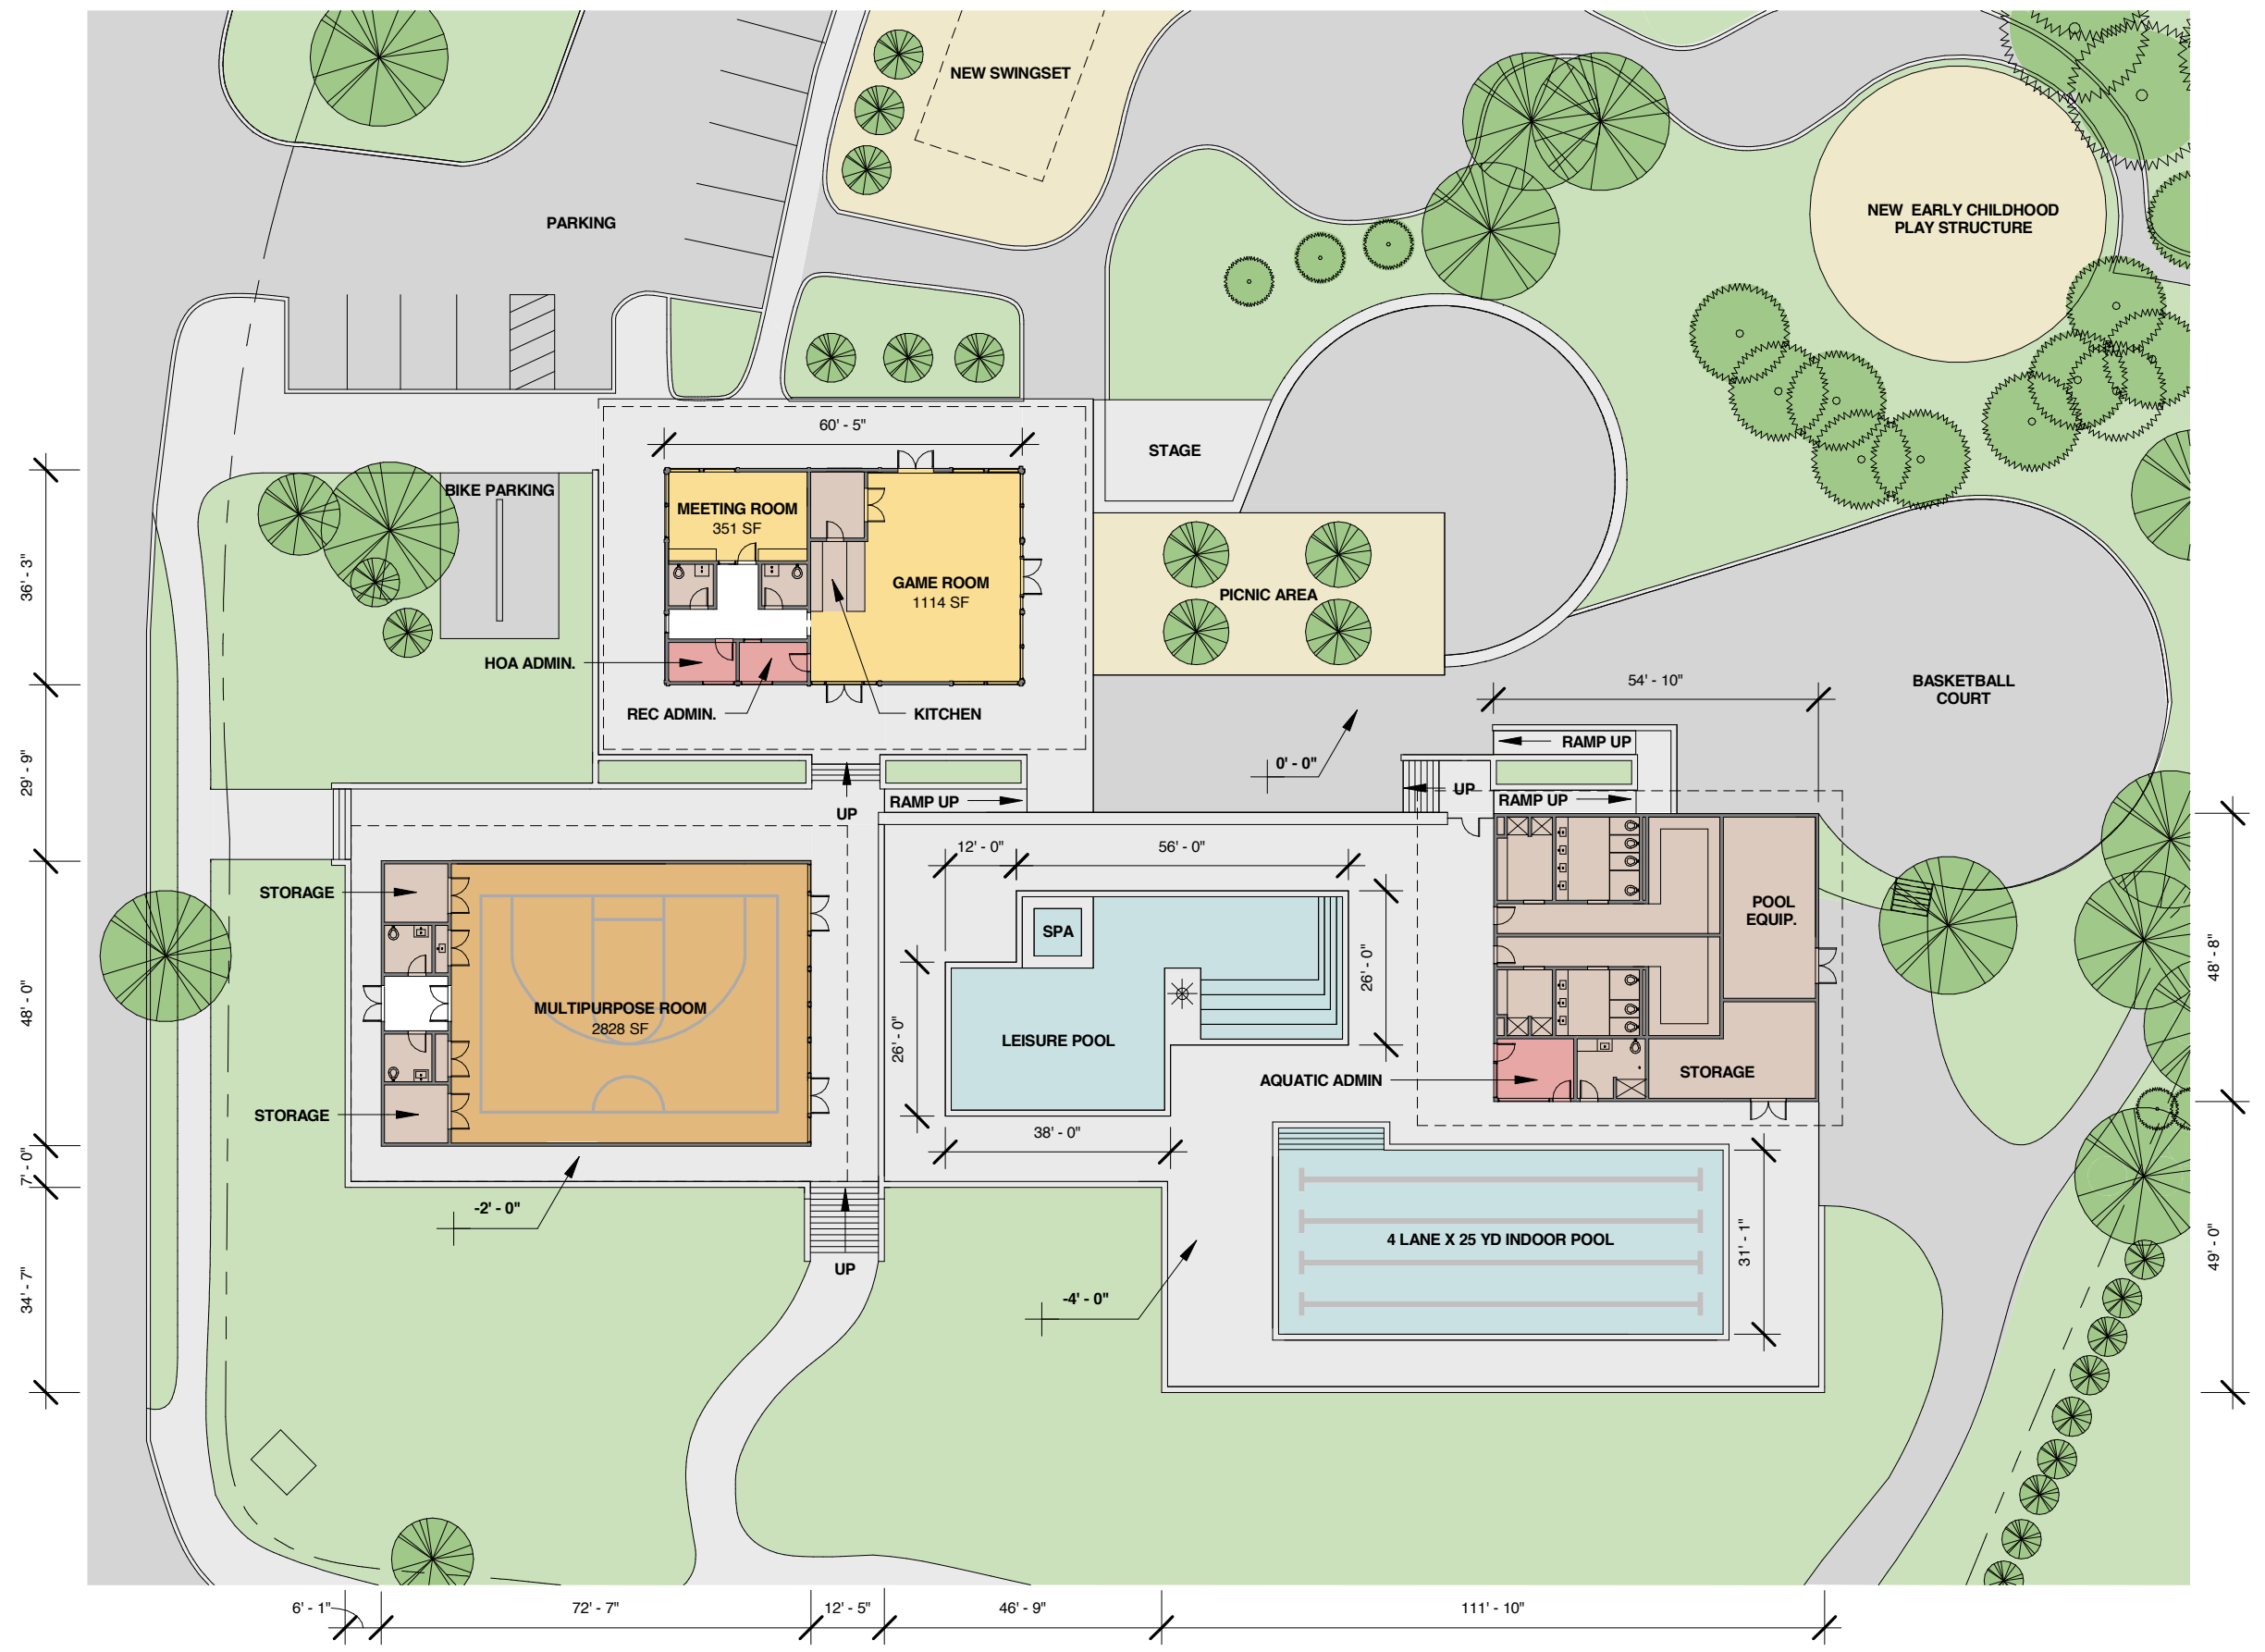 NEW SWINGSET
PARKING
NEW  EARLY CHILDHOOD
PLAY STRUCTURE
60' - 5"
STAGE
BIKE PARKING
MEETING ROOM
351 SF
GAME ROOM
1114 SF
PICNIC AREA
36' - 3"
HOA ADMIN.
REC ADMIN.
KITCHEN
54' - 10"
BASKETBALL
COURT
RAMP UP
0' - 0"
29' - 9"
UP
RAMP UP
UP
RAMP UP
12' - 0"
56' - 0"
STORAGE
SPA
POOL
EQUIP.
26' - 0"
48' - 8"
48' - 0"
MULTIPURPOSE ROOM
2828 SF
26' - 0"
LEISURE POOL
AQUATIC ADMIN
STORAGE
STORAGE
38' - 0"
7' - 0"
-2' - 0"
4 LANE X 25 YD INDOOR POOL
31' - 1"
49' - 0"
UP
34' - 7"
-4' - 0"
6' - 1"
72' - 7"
12' - 5"
46' - 9"
111' - 10"